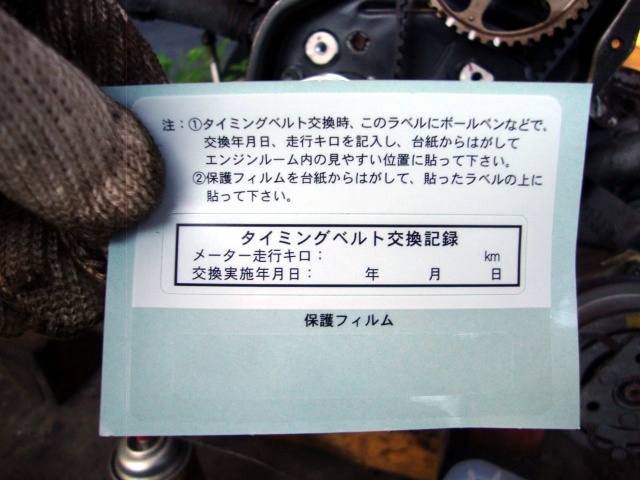 注：①タイミングベルト交換時、このラベルにボールペンなどで、
交換年月日、走行キロを記入し、台紙からはがして
エンジンルーム内の見やすい位置に貼って下さい。
②保護フィルムを台紙からはがして、貼ったラベルの上に
貼って下さい。
タイミングベルト交換記録
メーター走行キロ： km
交換実施年月日： 年 月 日
保護フィルム